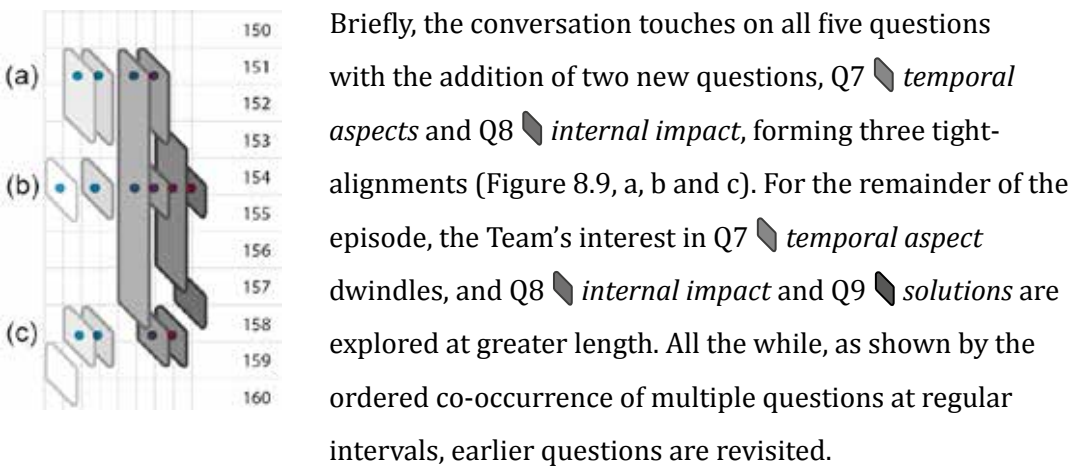 150
(a)
151
152
153
(b)
154
155
156
157
(c)
158
159
160
Briefly, the conversation touches on all five questions
with the addition of two new questions, Q7 temporal
aspects and Q8 internal impact, forming three tight-
alignments (Figure 8.9, a, b and c). For the remainder of the
episode, the Team’s interest in Q7 temporal aspect
dwindles, and Q8 internal impact and Q9 solutions are
explored at greater length. All the while, as shown by the
ordered co-occurrence of multiple questions at regular
intervals, earlier questions are revisited.